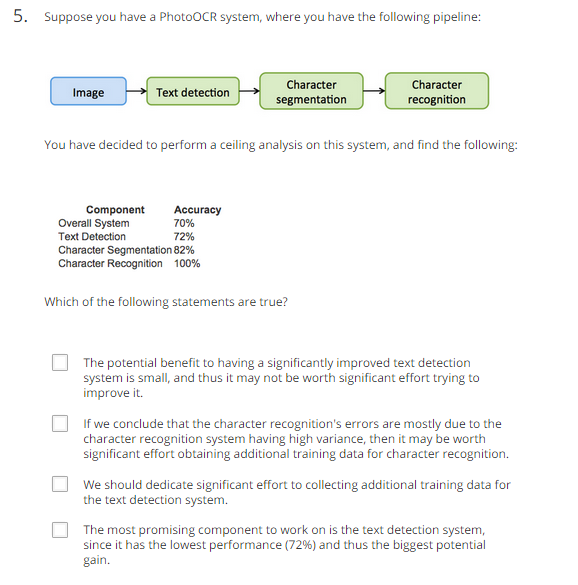 5. Suppose you have a PhotoOCR system, where you have the following pipeline:
Image
Text detection
Character
segmentation
Character
recognition
You have decided to perform a ceiling analysis on this system, and find the following:
Component Accuracy
Overall System 70%
Text Detection 72%
Character Segmentation 82%
Character Recognition 100%
Which of the following statements are true?
The potential benefit to having a significantly improved text detection
system is small, and thus it may not be worth significant effort trying to
improve it.
If we conclude that the character recognition's errors are mostly due to the
character recognition system having high variance, then it may be worth
significant effort obtaining additional training data for character recognition.
We should dedicate significant effort to collecting additional training data for
the text detection system.
The most promising component to work on is the text detection system,
since it has the lowest performance (72%) and thus the biggest potential
gain.